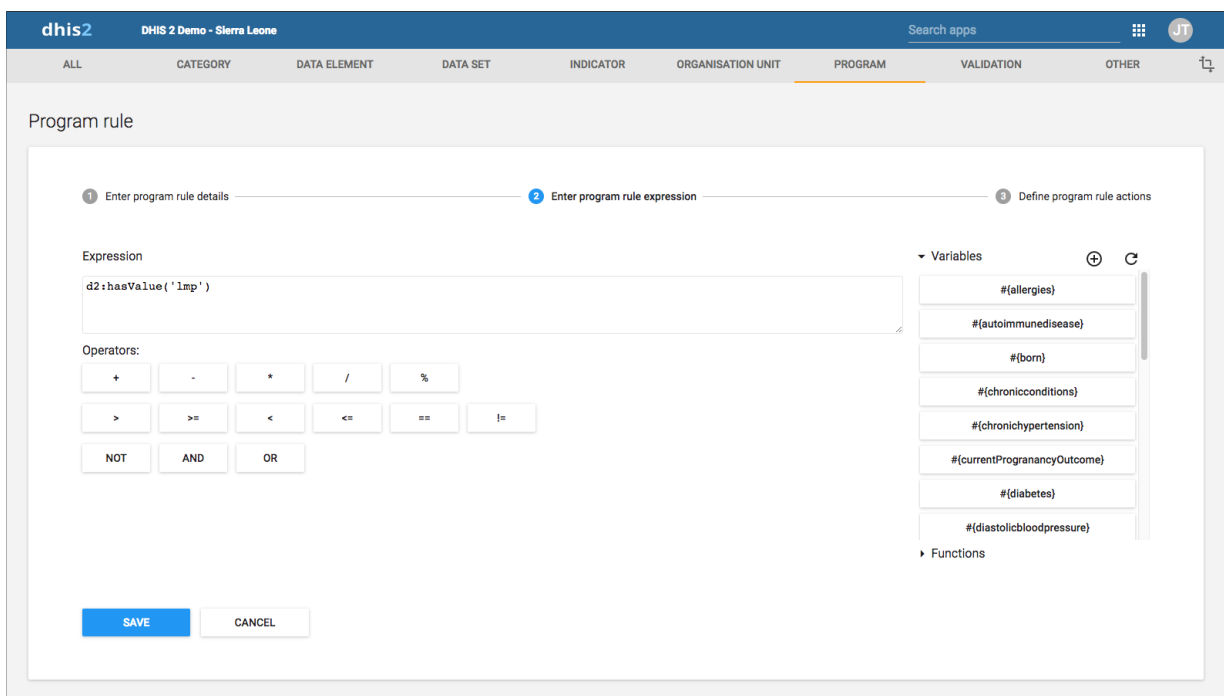 dhis2 DHIS 2 Demo - Sierra Leone Search apps JT
ALL CATEGORY DATA ELEMENT DATA SET INDICATOR ORGANISATION UNIT PROGRAM VALIDATION OTHER
Program rule
1 Enter program rule details 2 Enter program rule expression 3 Define program rule actions
Expression
d2:hasValue('lmp')
Operators:
+ - * / %
> >= < <= == !=
NOT AND OR
Variables
#{allergies}
#{autoimmunedisease}
#{born}
#{chronicconditions}
#{chronichypertension}
#{currentPrograncyOutcome}
#{diabetes}
#{diastolicbloodpressure}
Functions
SAVE CANCEL